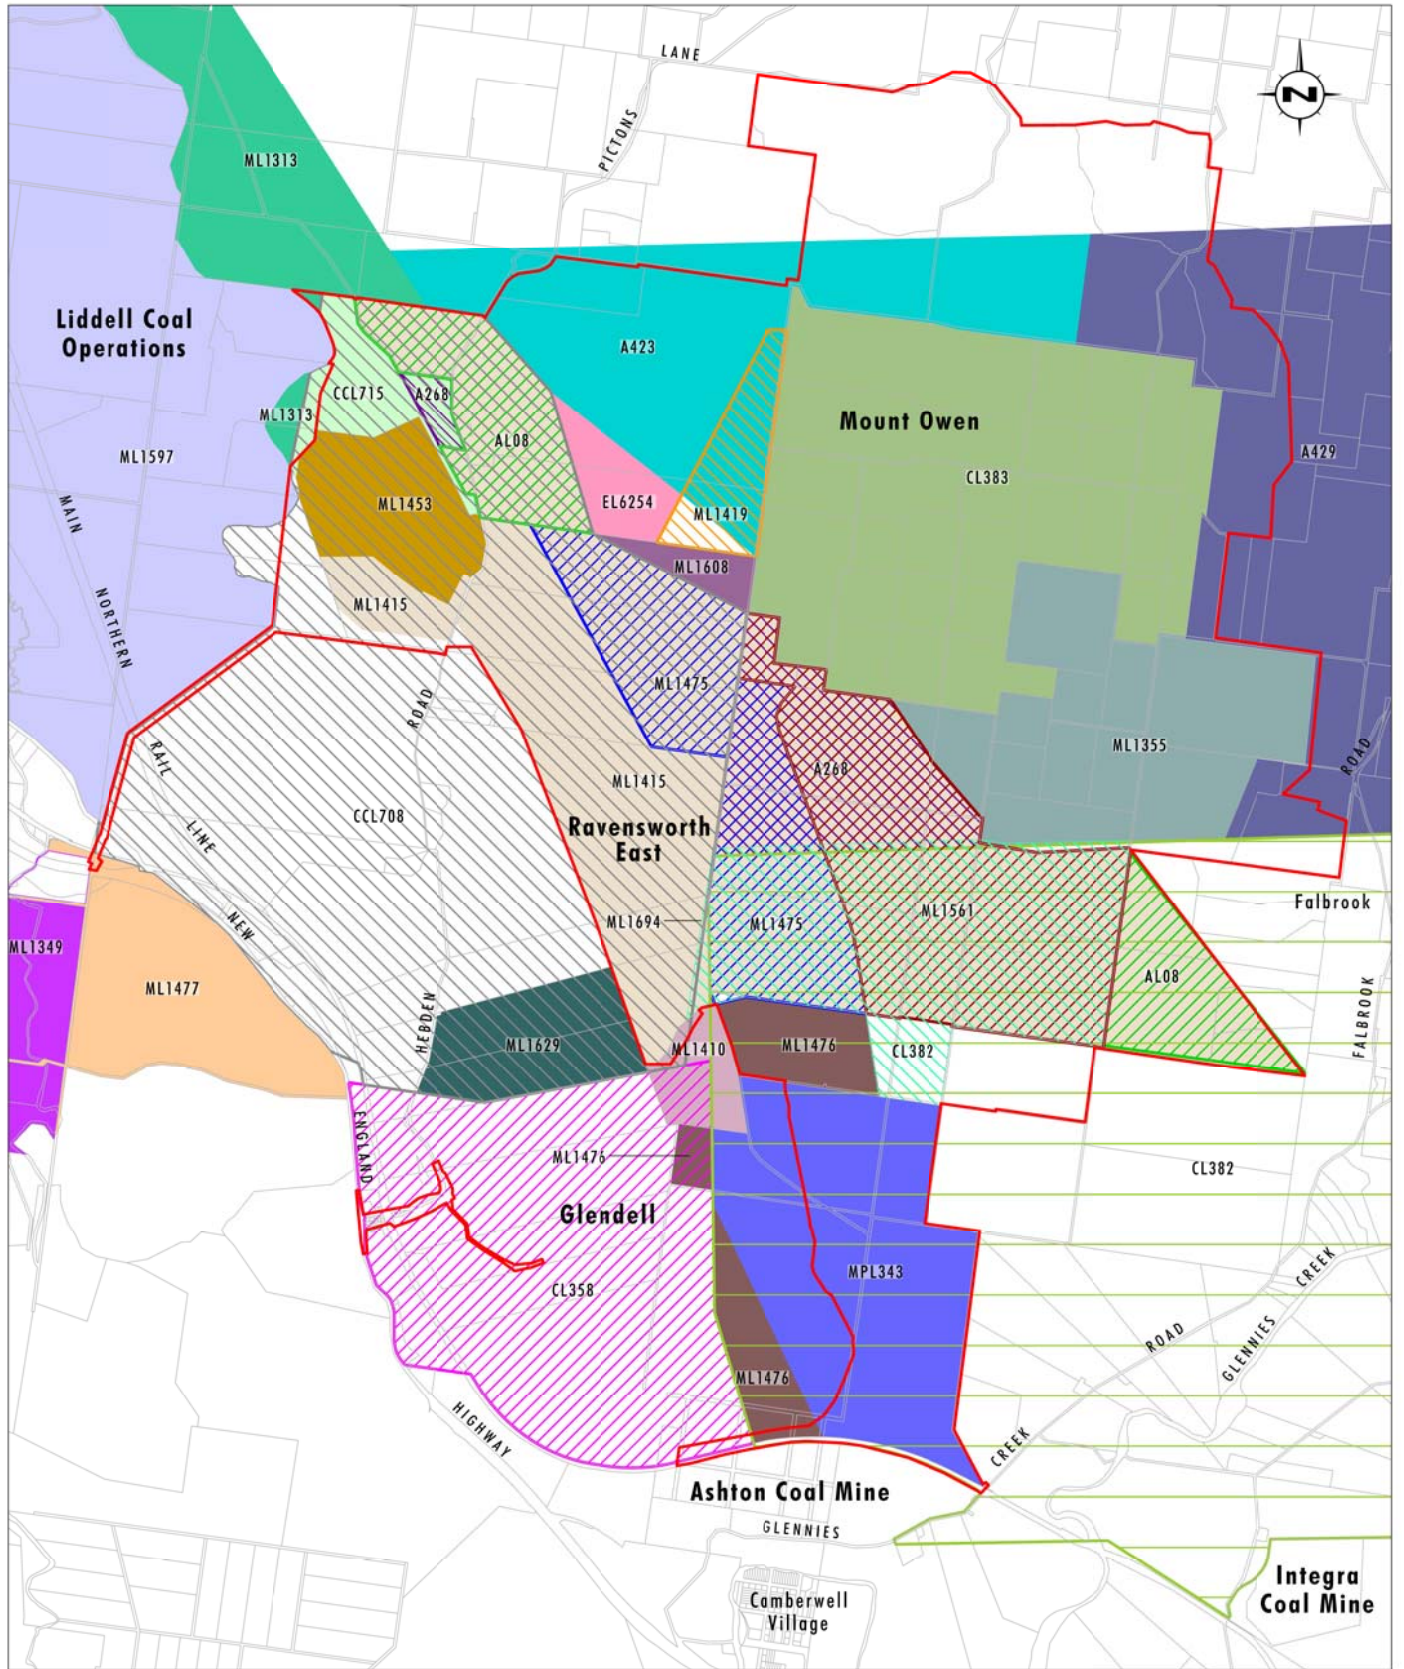 LANE
PICTONS
N
ML1313
Liddell Coal
Operations
A423
CCL715
A268
ML1313
AL08
Mount Owen
A429
ML1597
CL383
ML1453
EL6254
ML1419
MAIN
ML1608
NORTHERN
ML1415
ML1475
ROAD
RAIL
ML1355
ROAD
A268
ML1415
LINE
CCL708
Ravensworth
East
NEW
ML1694
ML1475
ML1561
Falbrook
ML1349
ML1477
AL08
HEBDEN
FALBROOK
ML1629
ML1410
ML1476
CL382
ENGLAND
ML1476
CL382
Glendell
CREEK
MPL343
CL358
ROAD
GLENNIES
ML1476
HIGHWAY
CREEK
Ashton Coal Mine
GLENNIES
Integra
Coal Mine
Camberwell
Village